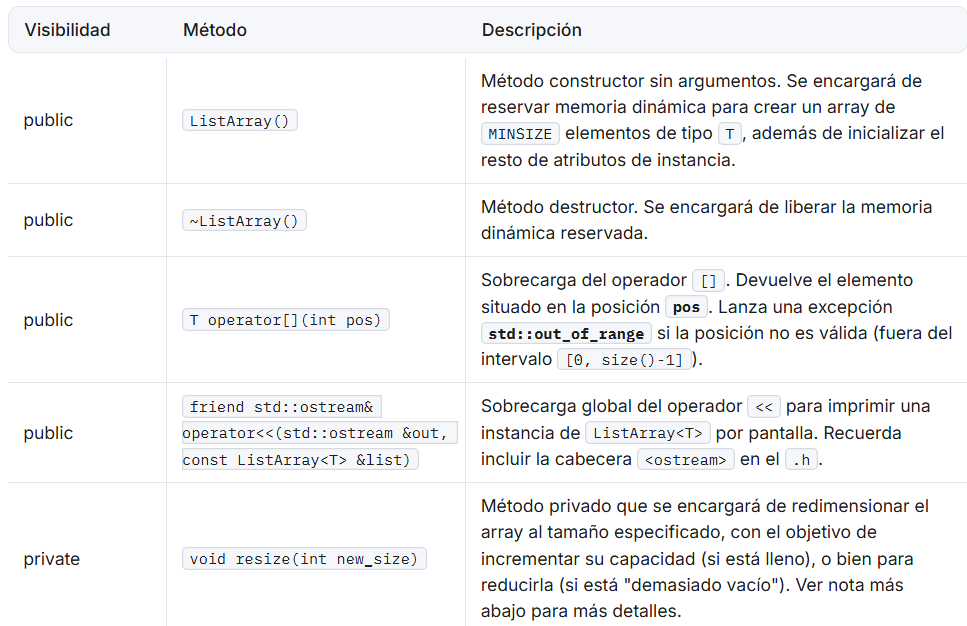 Visibilidad Método Descripción
public
ListArray()
Método constructor sin argumentos. Se encargará de
reservar memoria dinámica para crear un array de
MINSIZE elementos de tipo T, además de inicializar el
resto de atributos de instancia.
public
~ListArray()
Método destructor. Se encargará de liberar la memoria
dinámica reservada.
public
T operator[](int pos)
Sobrecarga del operador []. Devuelve el elemento
situado en la posición pos. Lanza una excepción
std::out_of_range si la posición no es válida (fuera del
intervalo [0, size()-1]).
public
friend std::ostream&
operator<<(std::ostream &out,
const ListArray<T> &list)
Sobrecarga global del operador << para imprimir una
instancia de ListArray<T> por pantalla. Recuerda
incluir la cabecera <ostream> en el .h.
private
void resize(int new_size)
Método privado que se encargará de redimensionar el
array al tamaño especificado, con el objetivo de
incrementar su capacidad (si está lleno), o bien para
reducirla (si está "demasiado vacío"). Ver nota más
abajo para más detalles.